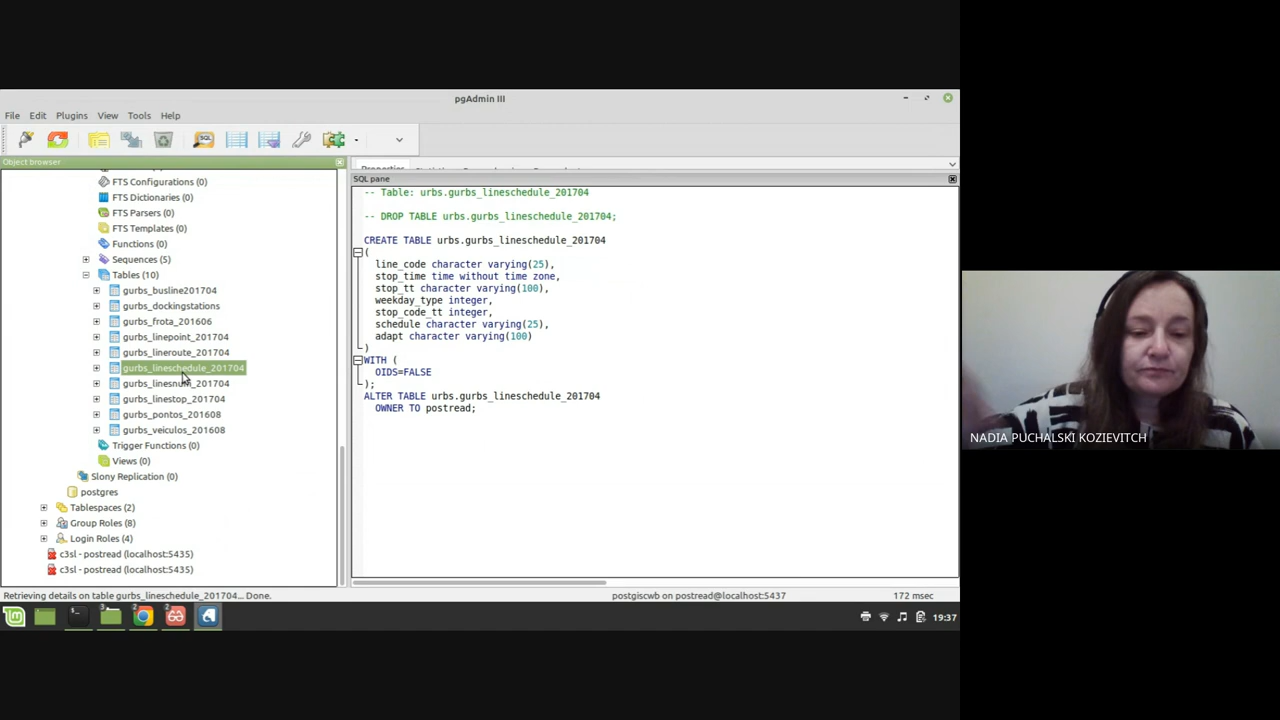 pgAdmin III
File Edit Plugins View Tools Help
SQL
Object browser
FTS Configurations (0)
FTS Dictionaries (0)
FTS Parsers (0)
FTS Templates (0)
Functions (0)
Sequences (5)
Tables (10)
gurbs_busline201704
gurbs_dockingstations
gurbs_frota_201606
gurbs_linepoint_201704
gurbs_lineroute_201704
gurbs_lineschedule_201704
gurbs_linesnum_201704
gurbs_linestop_201704
gurbs_pontos_201608
gurbs_veiculos_201608
Trigger Functions (0)
Views (0)
Slony Replication (0)
postgres
Tablespaces (2)
Group Roles (8)
Login Roles (4)
c3sl - postread (localhost:5435)
c3sl - postread (localhost:5435)
Properties
SQL pane
-- Table: urbs.gurbs_lineschedule_201704
-- DROP TABLE urbs.gurbs_lineschedule_201704;
CREATE TABLE urbs.gurbs_lineschedule_201704
(
line_code character varying(25),
stop_time time without time zone,
stop_tt character varying(100),
weekday_type integer,
stop_code_tt integer,
schedule character varying(25),
adapt character varying(100)
)
WITH (
OIDS=FALSE
);
ALTER TABLE urbs.gurbs_lineschedule_201704
OWNER TO postread;
Retrieving details on table gurbs_lineschedule_201704... Done.
postgiscwb on postread@localhost:5437
172 msec
19:37
NADIA PUCHALSKI KOZIEVITCH